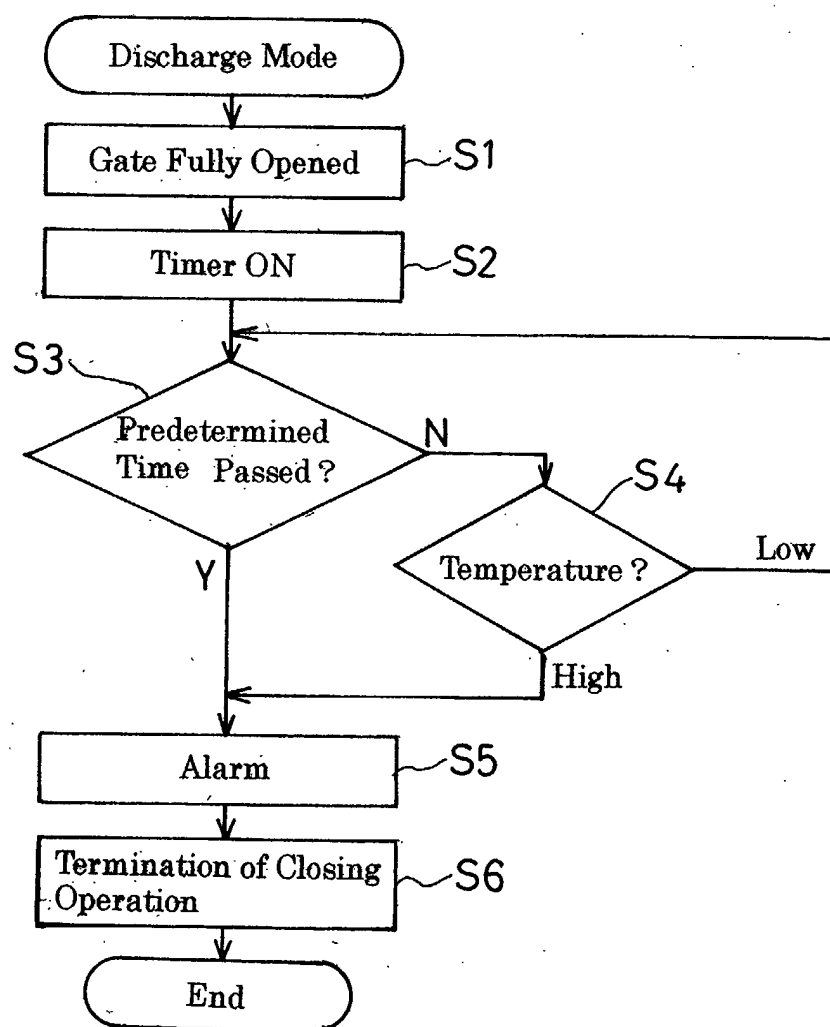 Discharge Mode
Gate Fully Opened
S1
Timer ON
S2
S3
Predetermined
Time Passed?
N
S4
Temperature?
Low
Y
High
Alarm
S5
Termination of Closing
Operation
S6
End